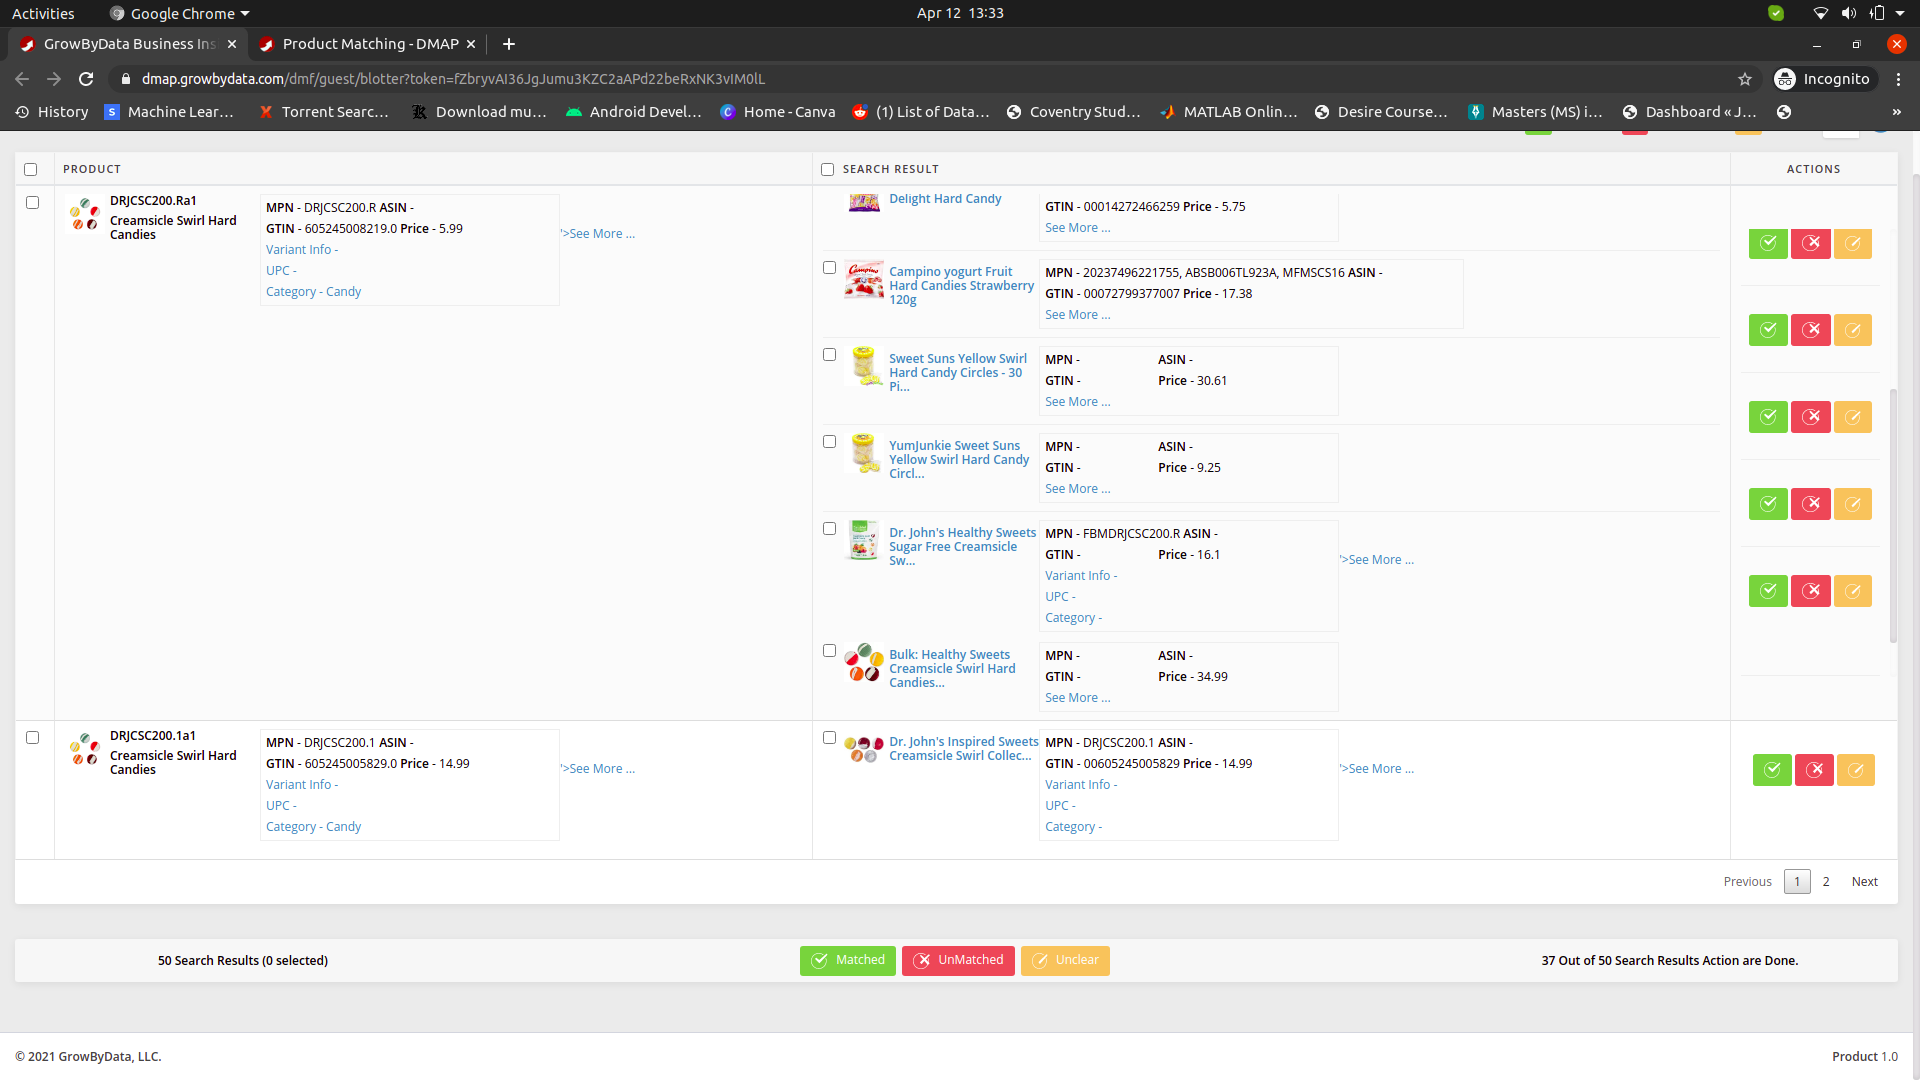 Activities Google Chrome Apr 12 13:33
GrowByData Business Ins Product Matching - DMAP
dmap.growbydata.com/dmf/guest/blotter?token=fZbryvAI36JgJumu3KZC2aAPd22beRxNK3vIM0lL Incognito
History Machine Lear… Torrent Searc… Download mu… Android Devel… Home - Canva (1) List of Data… Coventry Stud… MATLAB Onlin… Desire Course… Masters (MS) i… Dashboard « J… »
PRODUCT SEARCH RESULT ACTIONS
DRJCSC200.Ra1
Creamsicle Swirl Hard
Candies
MPN - DRJCSC200.R ASIN -
GTIN - 605245008219.0 Price - 5.99
Variant Info -
UPC -
Category - Candy
'>See More ...
Delight Hard Candy
GTIN - 00014272466259 Price - 5.75
See More ...
Campino yogurt Fruit
Hard Candies Strawberry
120g
MPN - 20237496221755, ABSB006TL923A, MFMSCS16 ASIN -
GTIN - 00072799377007 Price - 17.38
See More ...
Sweet Suns Yellow Swirl
Hard Candy Circles - 30
Pi...
MPN - ASIN -
GTIN - Price - 30.61
See More ...
YumJunkie Sweet Suns
Yellow Swirl Hard Candy
Circl...
MPN - ASIN -
GTIN - Price - 9.25
See More ...
Dr. John's Healthy Sweets
Sugar Free Creamsicle
Sw...
MPN - FBMDRJCSC200.R ASIN -
GTIN - Price - 16.1
Variant Info -
UPC -
Category -
'>See More ...
Bulk: Healthy Sweets
Creamsicle Swirl Hard
Candies...
MPN - ASIN -
GTIN - Price - 34.99
See More ...
DRJCSC200.1a1
Creamsicle Swirl Hard
Candies
MPN - DRJCSC200.1 ASIN -
GTIN - 605245005829.0 Price - 14.99
Variant Info -
UPC -
Category - Candy
'>See More ...
Dr. John's Inspired Sweets
Creamsicle Swirl Collec...
MPN - DRJCSC200.1 ASIN -
GTIN - 00605245005829 Price - 14.99
Variant Info -
UPC -
Category -
'>See More ...
Previous 1 2 Next
50 Search Results (0 selected) Matched UnMatched Unclear 37 Out of 50 Search Results Action are Done.
© 2021 GrowByData, LLC. Product 1.0